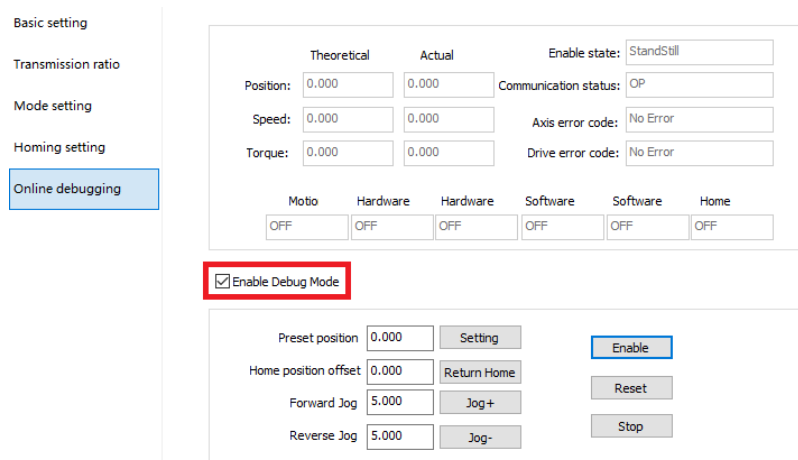 Basic setting
Transmission ratio
Mode setting
Homing setting
Online debugging
Theoretical Actual Enable state: StandStill
Position: 0.000 0.000 Communication status: OP
Speed: 0.000 0.000 Axis error code: No Error
Torque: 0.000 0.000 Drive error code: No Error
Motio Hardware Hardware Software Software Home
OFF OFF OFF OFF OFF OFF
Enable Debug Mode
Preset position 0.000 Setting Enable
Home position offset 0.000 Return Home
Reset
Forward Jog 5.000 Jog+
Stop
Reverse Jog 5.000 Jog-